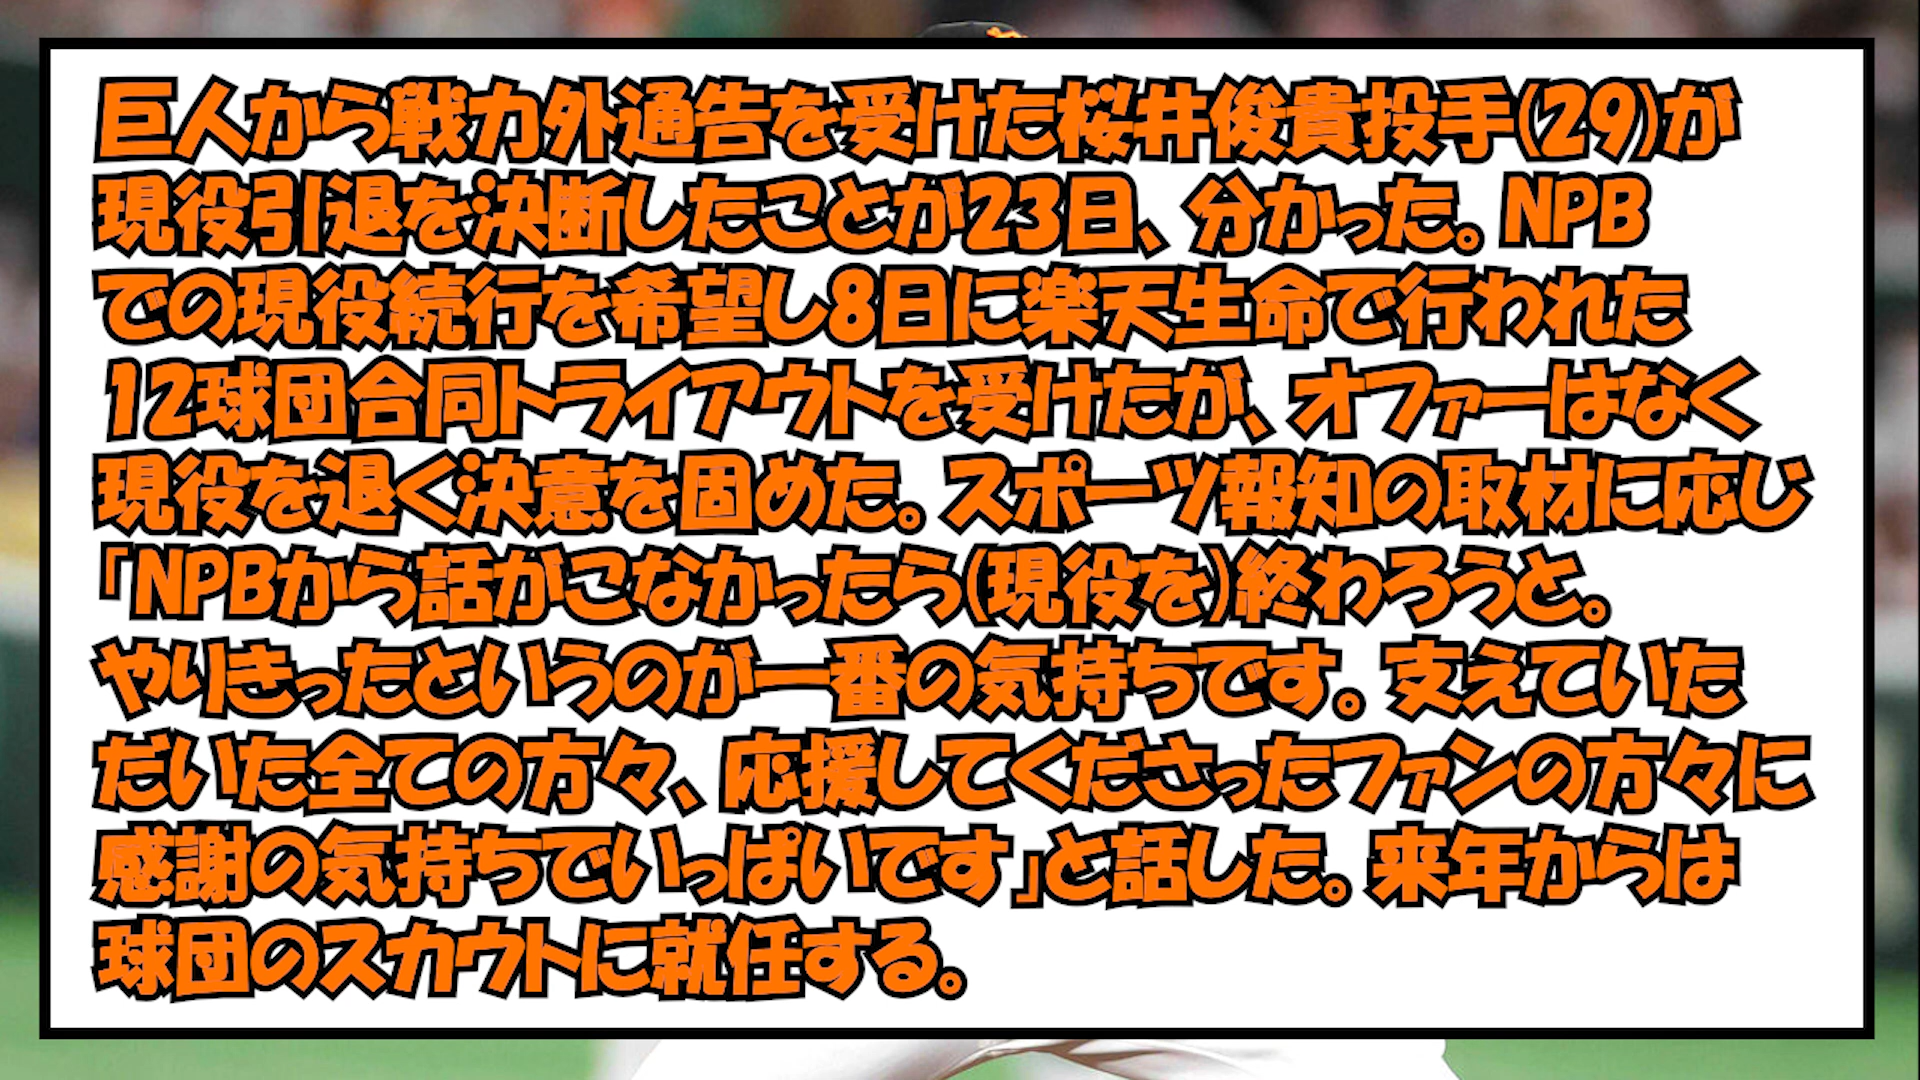 巨人から戦力外通告を受けた桜井俊貴投手(29)が
現役引退を決断したことが23日、分かった。NPB
での現役続行を希望し8日に楽天生命で行われた
12球団合同トライアウトを受けたが、オファーはなく
現役を退く決意を固めた。スポーツ報知の取材に応じ
「NPBから話がこなかったら(現役を)終わろうと。
やりきったというのが一番の気持ちです。支えていた
だいた全ての方々、応援してくださったファンの方々に
感謝の気持ちでいっぱいです」と話した。来年からは
球団のスカウトに就任する。